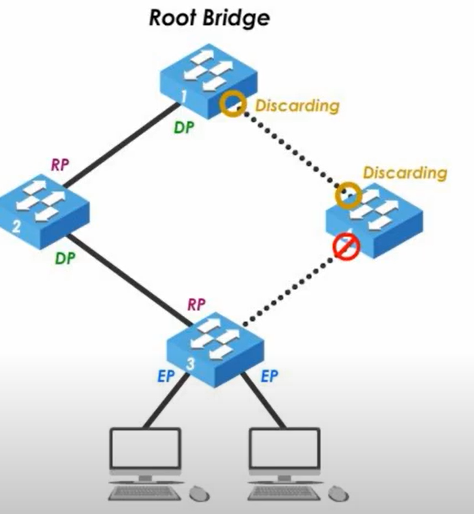 Root Bridge
1
Discarding
DP
RP
Discarding
2
DP
RP
3
EP
EP